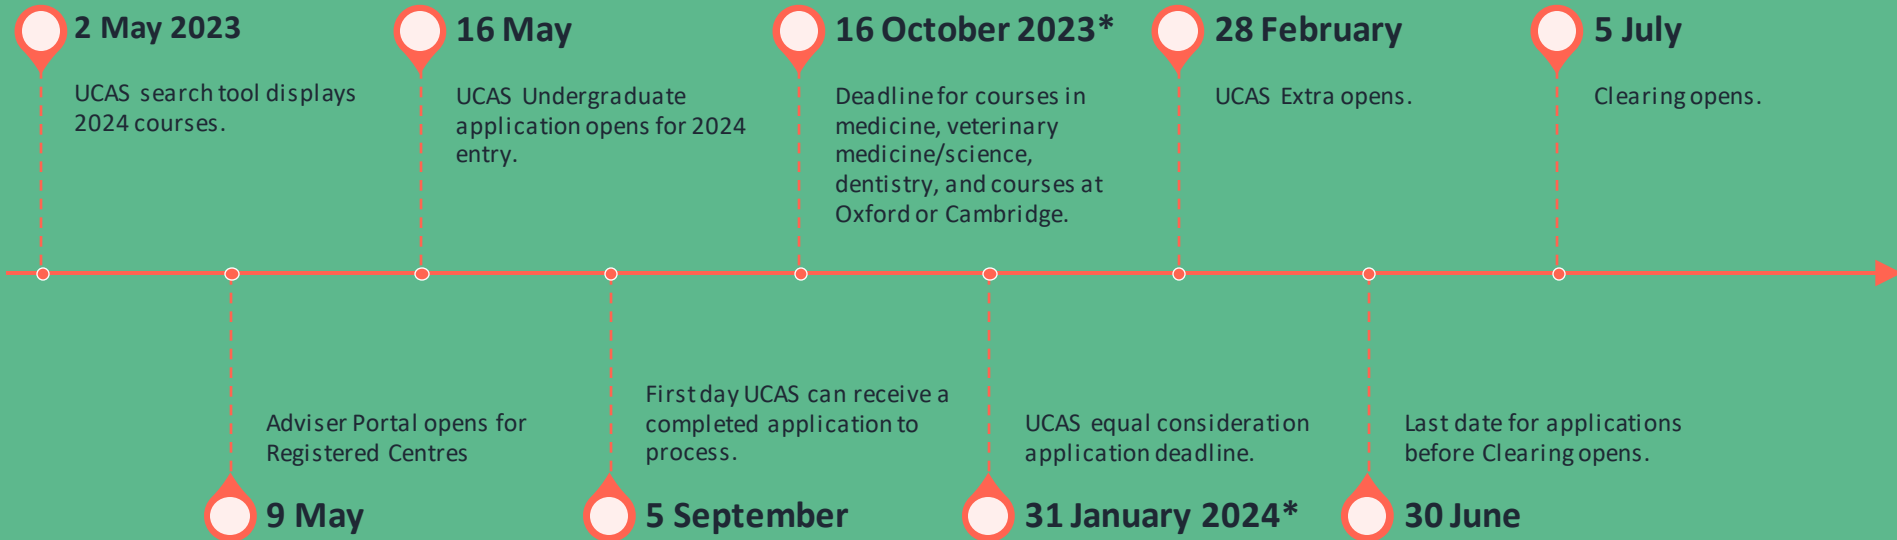 2 May 2023
UCAS search tool displays
2024 courses.
9 May
Adviser Portal opens for
Registered Centres
16 May
UCAS Undergraduate
application opens for 2024
entry.
5 September
First day UCAS can receive a
completed application to
process.
16 October 2023*
Deadline for courses in
medicine, veterinary
medicine/science,
dentistry, and courses at
Oxford or Cambridge.
31 January 2024*
UCAS equal consideration
application deadline.
28 February
UCAS Extra opens.
30 June
Last date for applications
before Clearing opens.
5 July
Clearing opens.